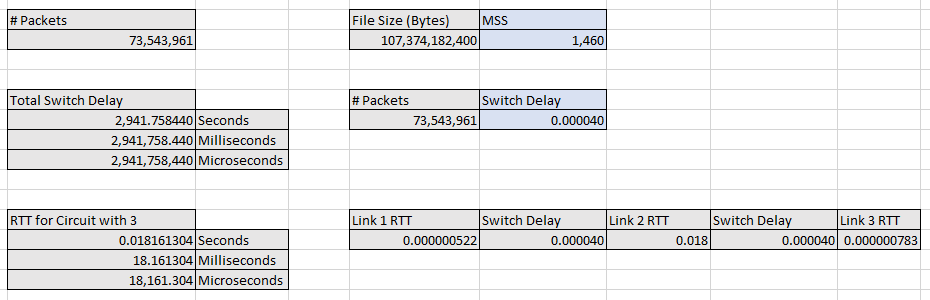 # Packets File Size (Bytes) MSS
73,543,961 107,374,182,400 1,460
Total Switch Delay # Packets Switch Delay
2,941.758440 Seconds 73,543,961 0.000040
2,941,758.440 Milliseconds
2,941,758,440 Microseconds
RTT for Circuit with 3 Link 1 RTT Switch Delay Link 2 RTT Switch Delay Link 3 RTT
0.018161304 Seconds 0.000000522 0.000040 0.018 0.000040 0.000000783
18.161304 Milliseconds
18,161.304 Microseconds